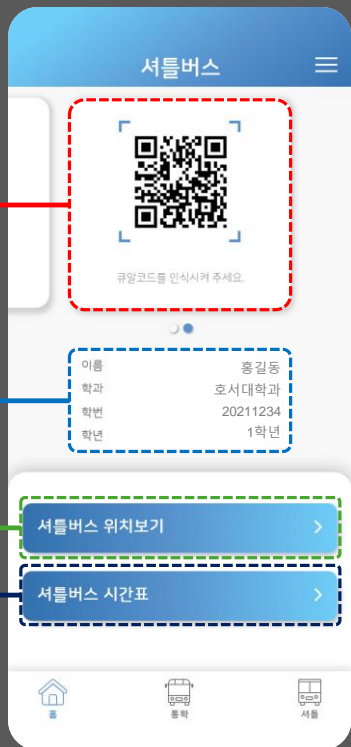 셔틀버스
큐알코드를 인식시켜 주세요.
이름 홍길동
학과 호서대학과
학번 20211234
학년 1학년
셔틀버스 위치보기
셔틀버스 시간표
홈 통학 셔틀